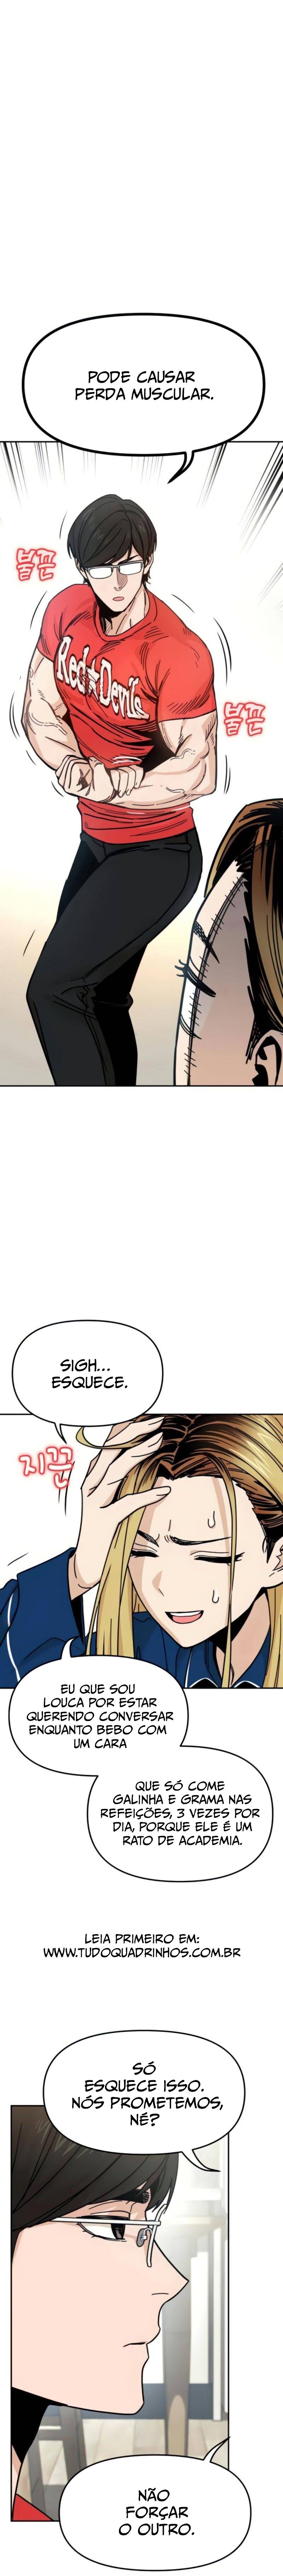 PODE CAUSAR
PERDA MUSCULAR.
불끈
Red Devils
불끈
SIGH...
ESQUECE.
지끈
EU QUE SOU
LOUCA POR ESTAR
QUERENDO CONVERSAR
ENQUANTO BEBO COM
UM CARA
QUE SÓ COME
GALINHA E GRAMA NAS
REFEIÇÕES, 3 VEZES POR
DIA, PORQUE ELE É UM
RATO DE ACADEMIA.
LEIA PRIMEIRO EM:
WWW.TUDOQUADRINHOS.COM.BR
SÓ
ESQUECE ISSO.
NÓS PROMETEMOS,
NÉ?
NÃO
FORÇAR
O OUTRO.